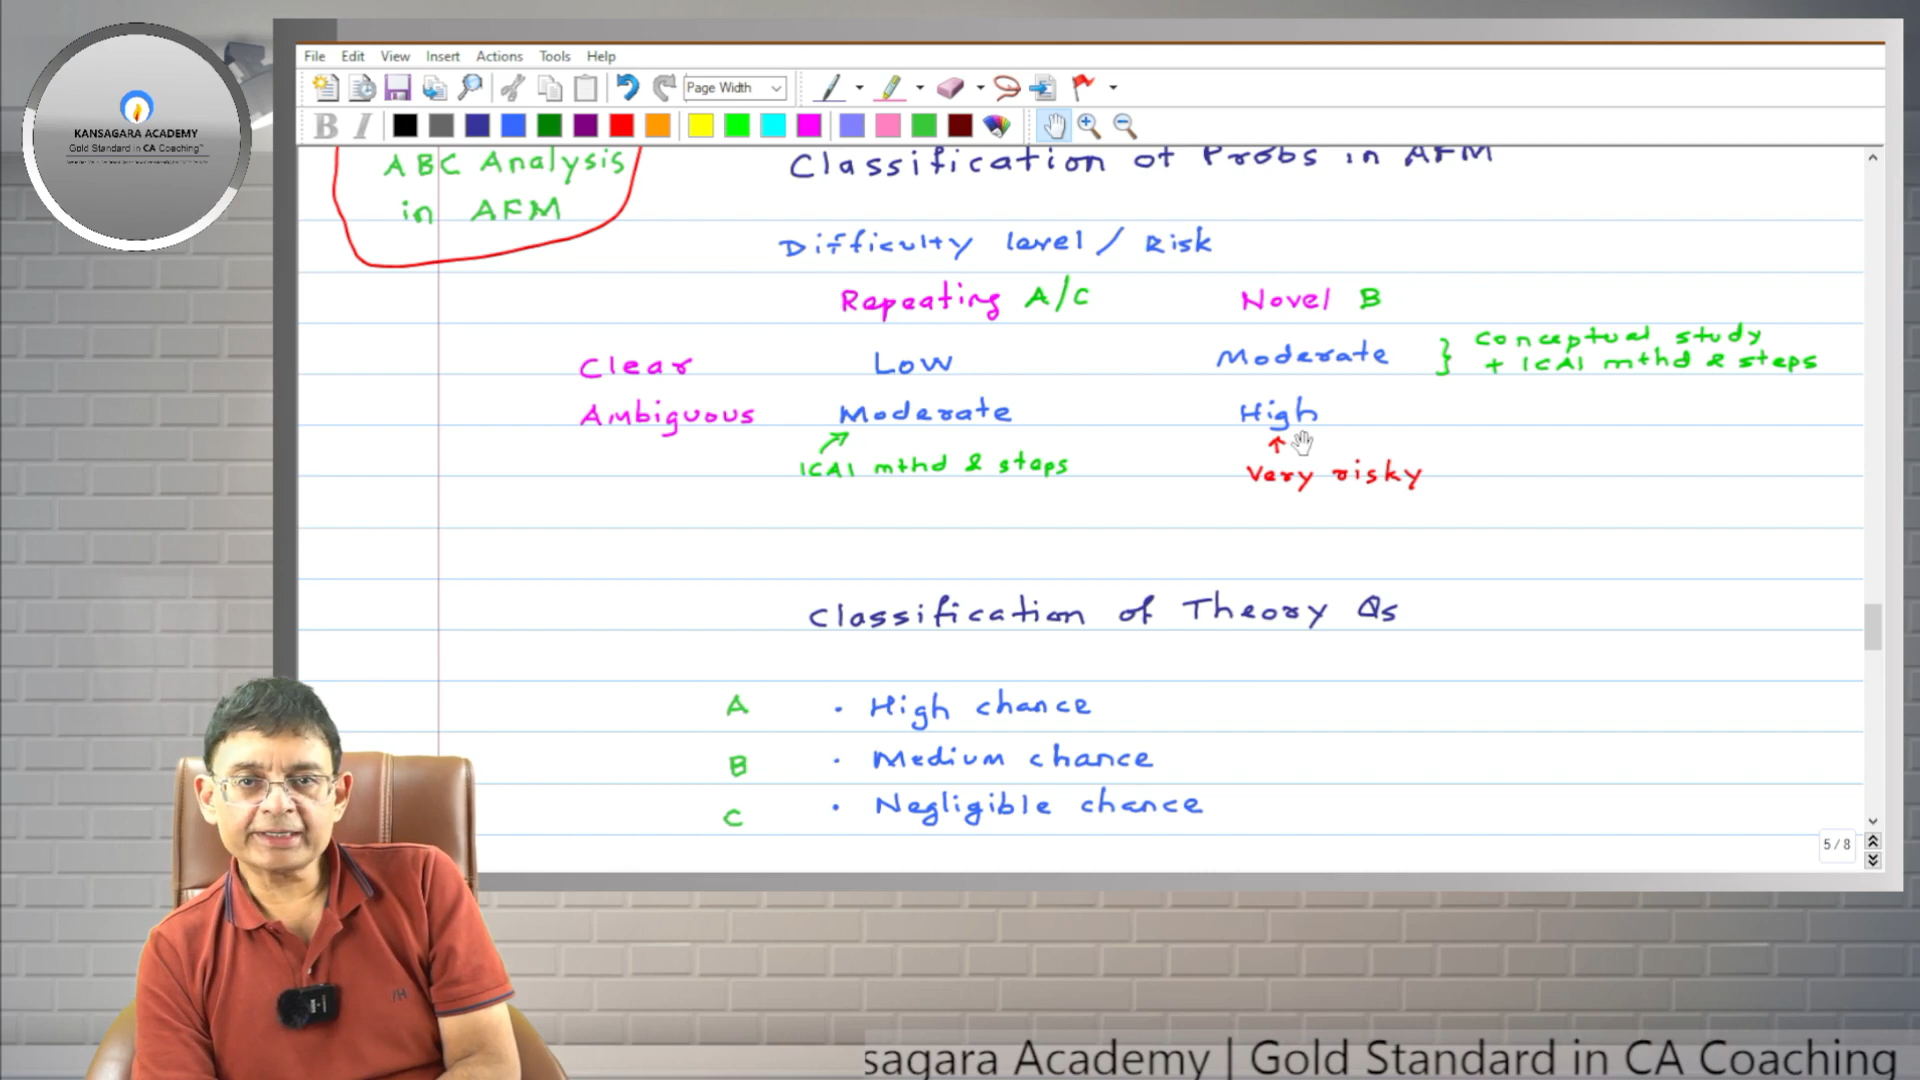 KANSAGARA ACADEMY
Gold Standard in CA Coaching™
File Edit View Insert Actions Tools Help
Page Width
B I
ABC Analysis
in AFM
Classification of Probs in AFM
Difficulty level / Risk
Repeating A/C Novel B
Clear Low Moderate } Conceptual study
+ ICAI mthd & steps
Ambiguous Moderate High
ICAI mthd & steps Very risky
Classification of Theory Qs
A · High chance
B · Medium chance
C · Negligible chance
5 / 8
sagara Academy | Gold Standard in CA Coaching